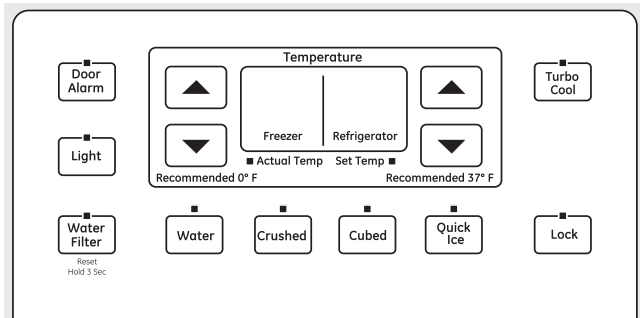 Temperature
Door
Alarm
Turbo
Cool
Freezer
Refrigerator
Light
Actual Temp
Set Temp
Recommended 0° F
Recommended 37° F
Water
Filter
Water
Crushed
Cubed
Quick
Ice
Lock
Reset
Hold 3 Sec